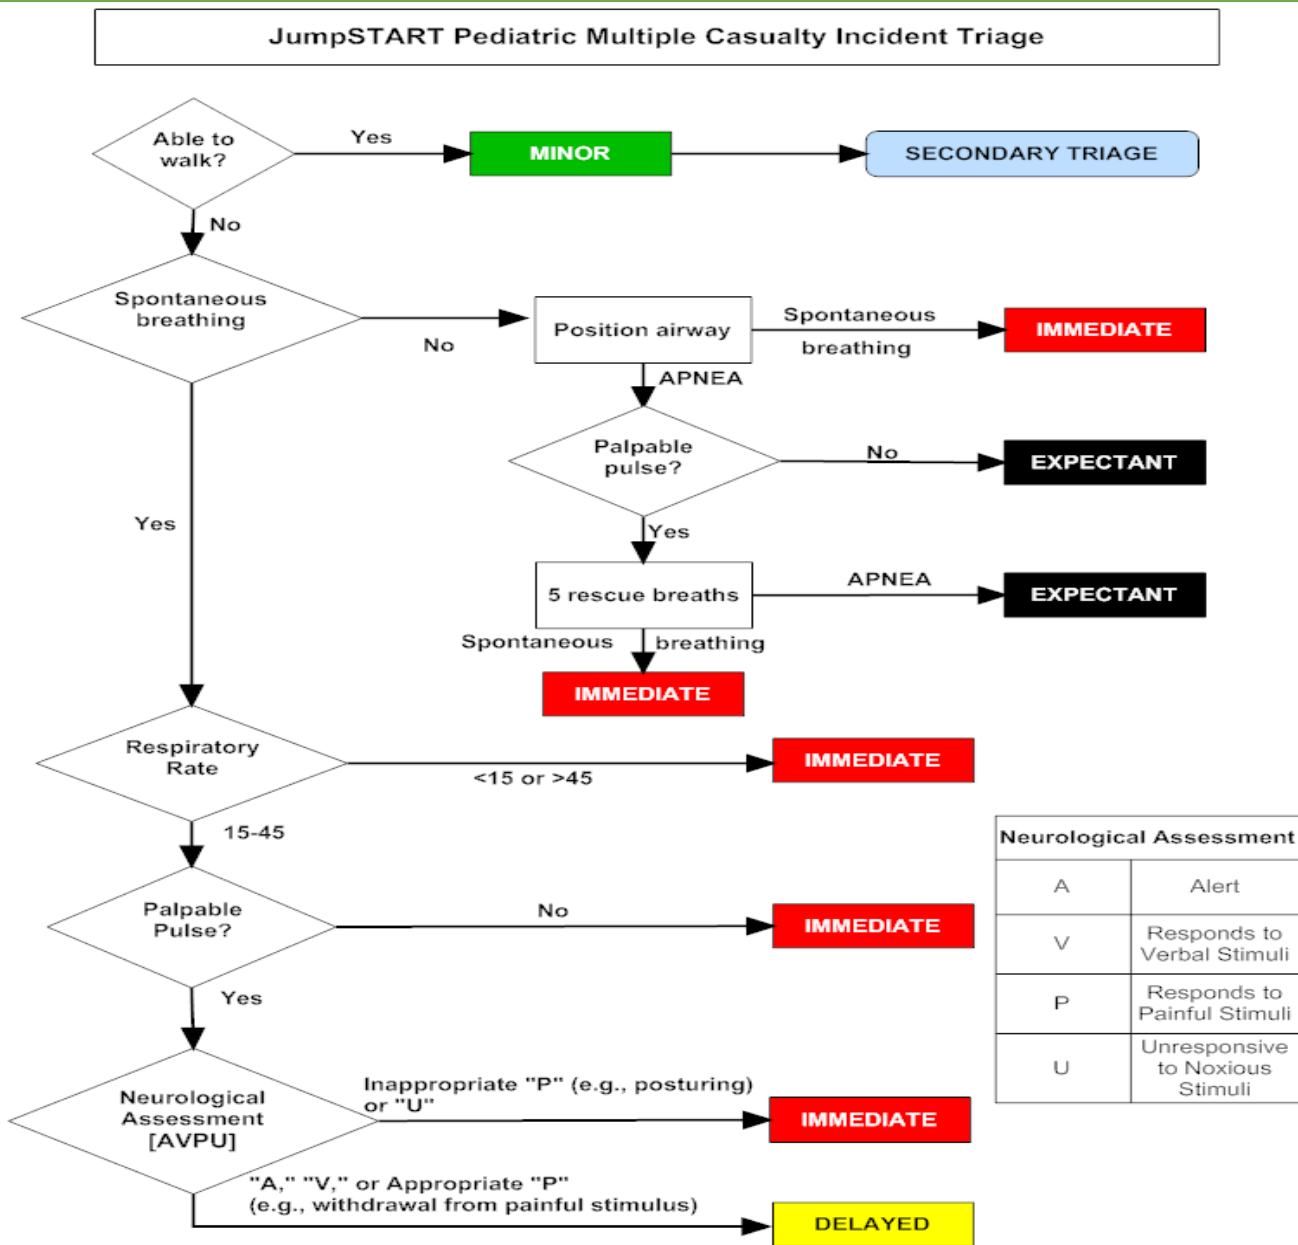 JumpSTART Pediatric Multiple Casualty Incident Triage
Able to
walk?
Yes
MINOR
SECONDARY TRIAGE
No
Spontaneous
breathing
No
Position airway
Spontaneous
breathing
IMMEDIATE
APNEA
Palpable
pulse?
No
EXPECTANT
Yes
Yes
5 rescue breaths
APNEA
EXPECTANT
Spontaneous breathing
IMMEDIATE
Respiratory
Rate
<15 or >45
IMMEDIATE
15-45
Palpable
Pulse?
No
IMMEDIATE
Yes
Neurological
Assessment
[AVPU]
Inappropriate "P" (e.g., posturing)
or "U"
IMMEDIATE
"A," "V," or Appropriate "P"
(e.g., withdrawal from painful stimulus)
DELAYED
Neurological Assessment
A Alert
V Responds to
Verbal Stimuli
P Responds to
Painful Stimuli
U Unresponsive
to Noxious
Stimuli